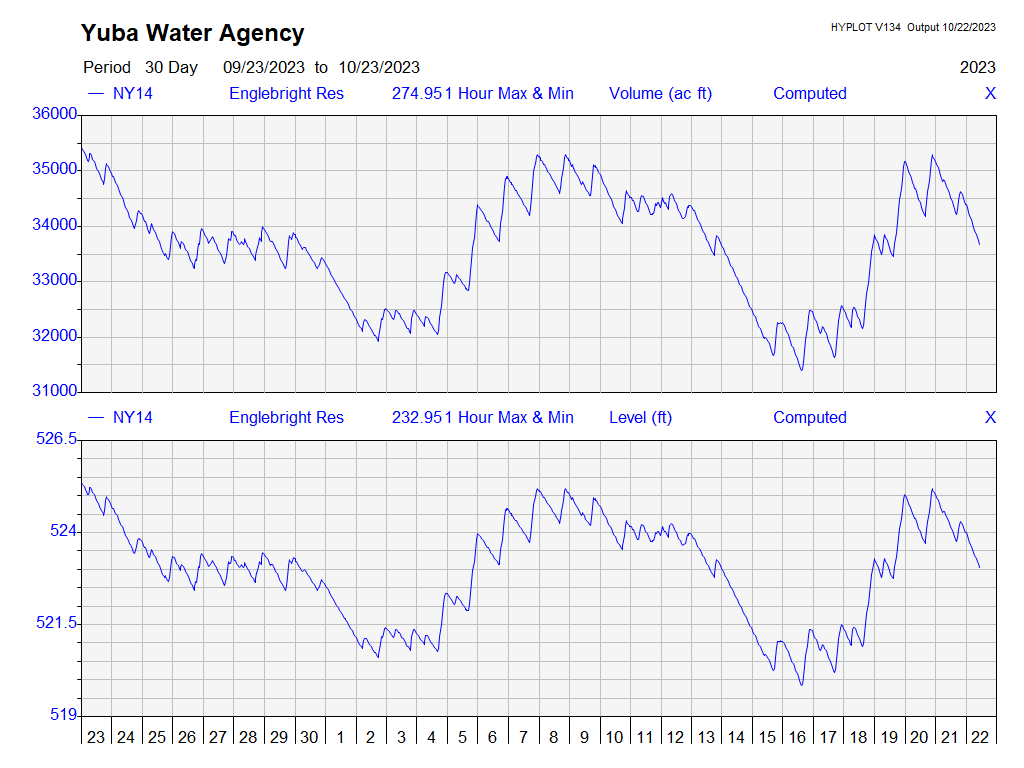 Yuba Water Agency
HYPLOT V134 Output 10/22/2023
Period 30 Day 09/23/2023 to 10/23/2023
2023
NY14 Englebright Res 274.951 Hour Max & Min Volume (ac ft) Computed X
36000
35000
34000
33000
32000
31000
NY14 Englebright Res 232.951 Hour Max & Min Level (ft) Computed X
526.5
524
521.5
519
23 24 25 26 27 28 29 30 1 2 3 4 5 6 7 8 9 10 11 12 13 14 15 16 17 18 19 20 21 22